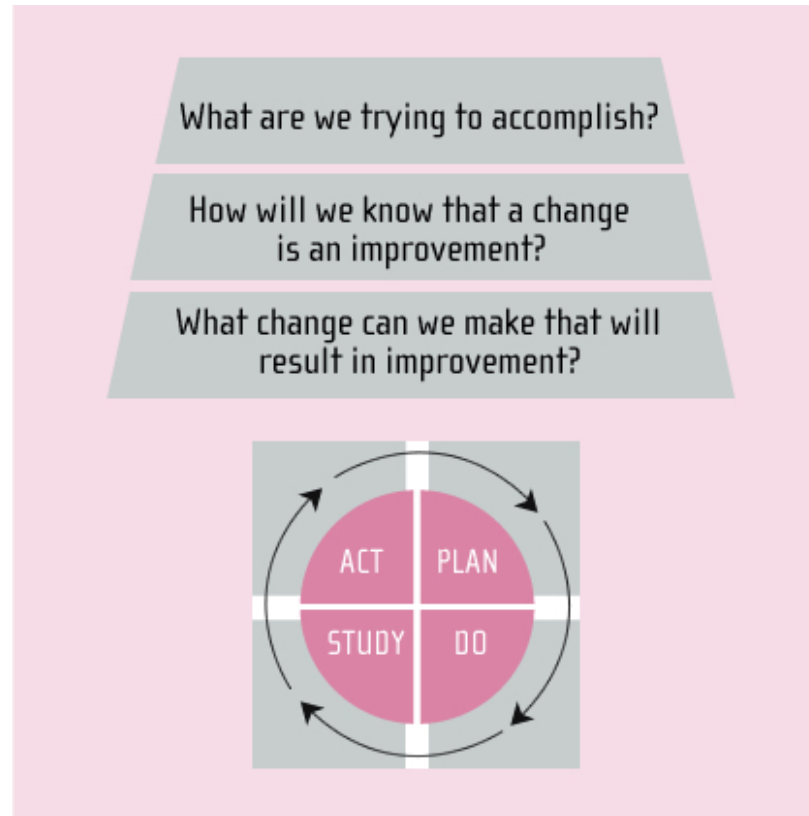 What are we trying to accomplish?
How will we know that a change
is an improvement?
What change can we make that will
result in improvement?
ACT PLAN
STUDY DO